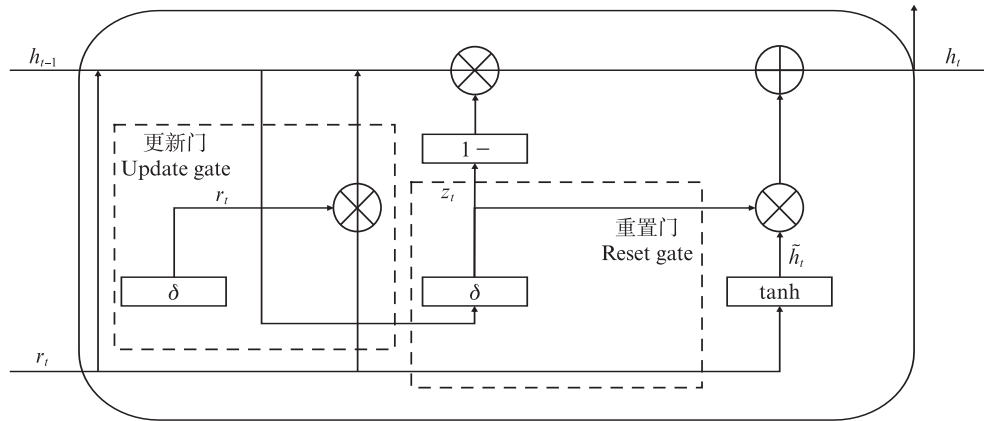 h_{t-1}
h_t
更新门
Update gate
1 −
r_t
z_t
重置门
Reset gate
h̃_t
δ
δ
tanh
r_t